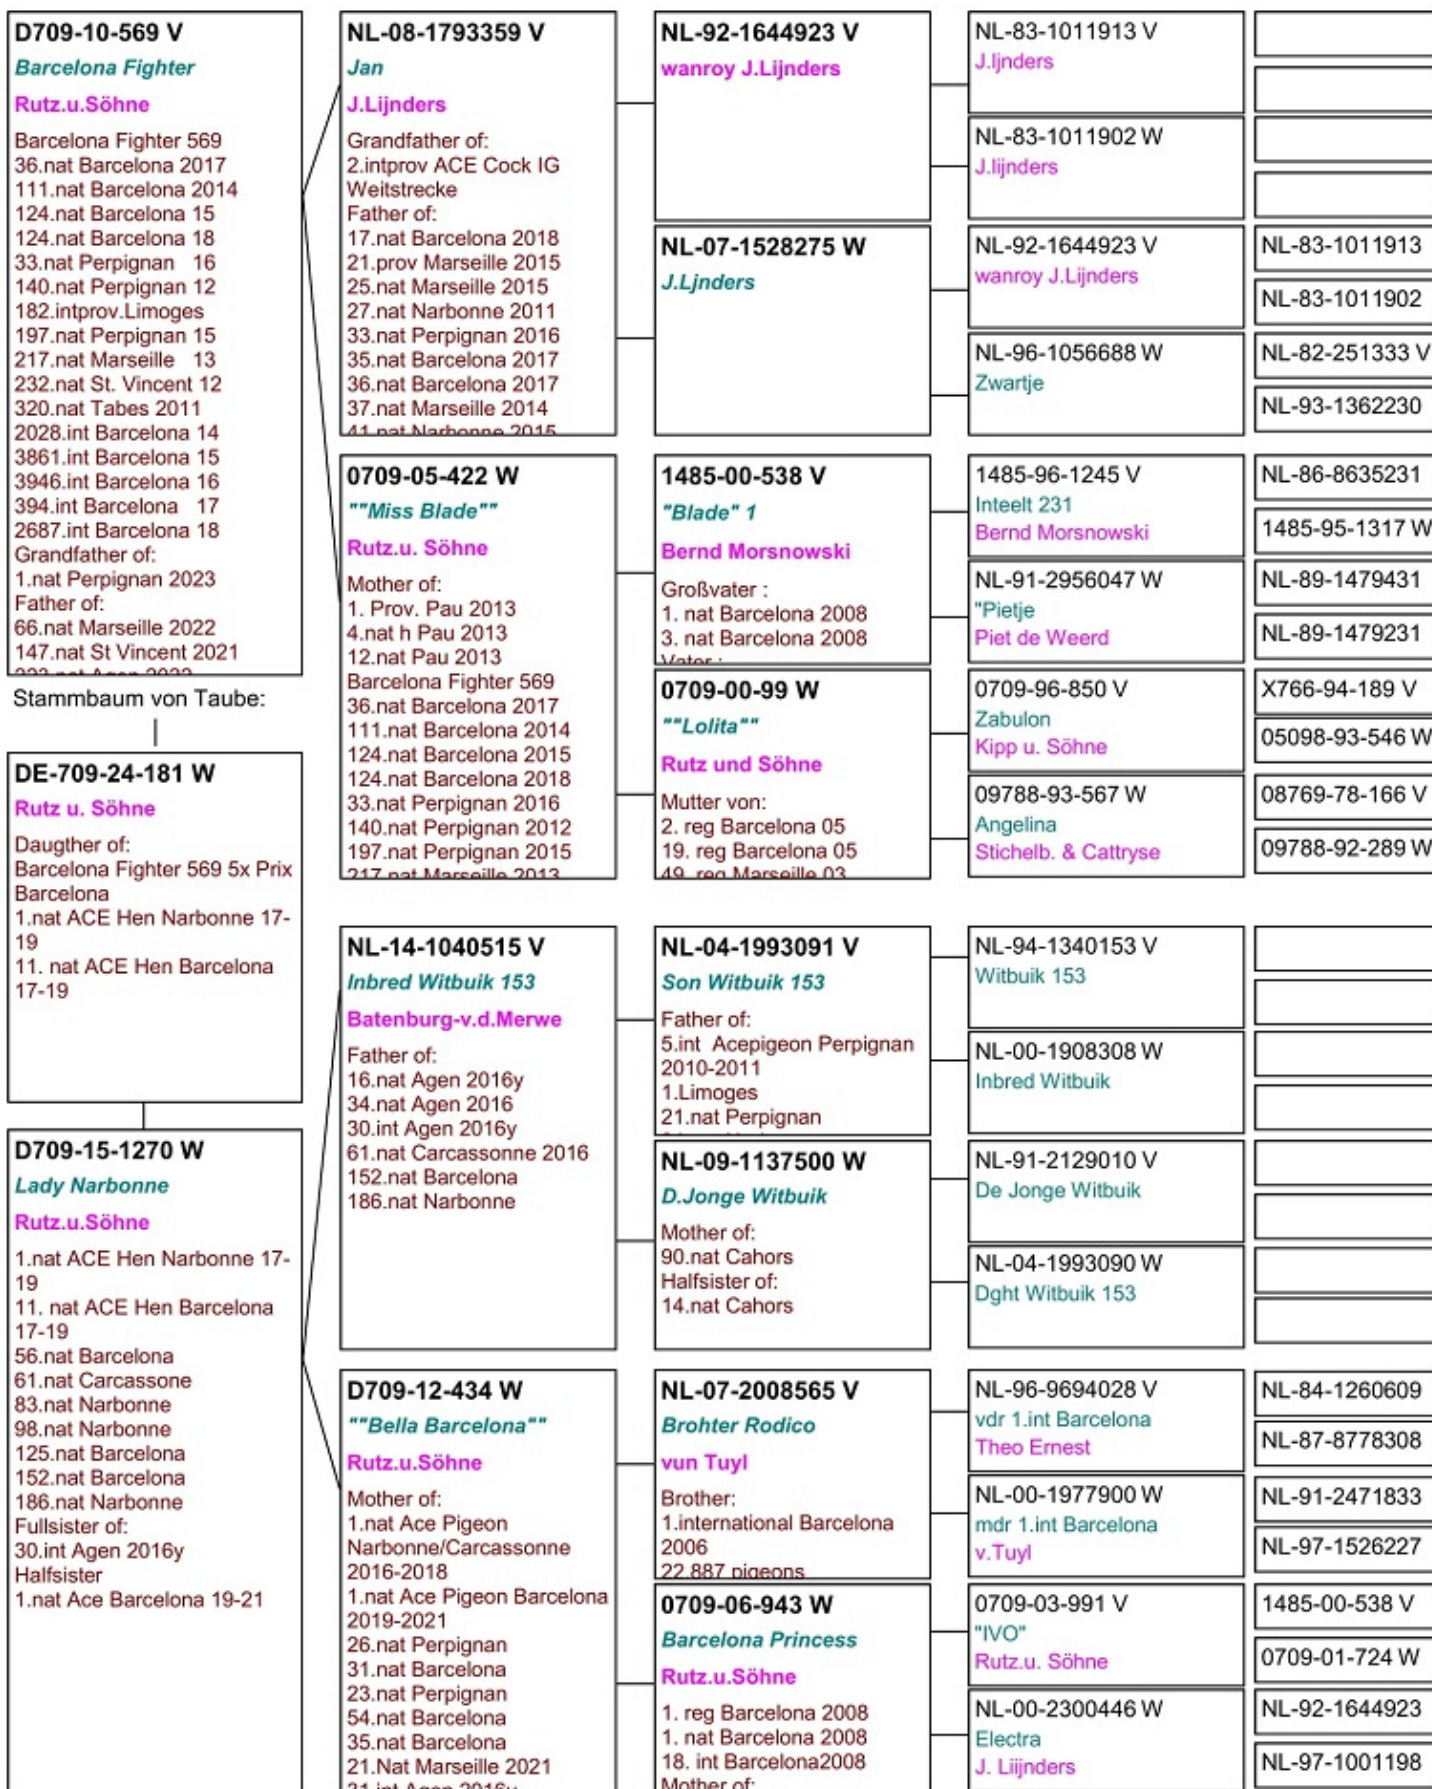 D709-10-569 V
Barcelona Fighter
Rutz.u.Söhne
Barcelona Fighter 569
36.nat Barcelona 2017
111.nat Barcelona 2014
124.nat Barcelona 15
124.nat Barcelona 18
33.nat Perpignan 16
140.nat Perpignan 12
182.intprov.Limoges
197.nat Perpignan 15
217.nat Marseille 13
232.nat St. Vincent 12
320.nat Tabes 2011
2028.int Barcelona 14
3861.int Barcelona 15
3946.int Barcelona 16
394.int Barcelona 17
2687.int Barcelona 18
Grandfather of:
1.nat Perpignan 2023
Father of:
66.nat Marseille 2022
147.nat St Vincent 2021
Stammbaum von Taube:
DE-709-24-181 W
Rutz u. Söhne
Daugther of:
Barcelona Fighter 569 5x Prix
Barcelona
1.nat ACE Hen Narbonne 17-
19
11. nat ACE Hen Barcelona
17-19
D709-15-1270 W
Lady Narbonne
Rutz.u.Söhne
1.nat ACE Hen Narbonne 17-
19
11. nat ACE Hen Barcelona
17-19
56.nat Barcelona
61.nat Carcassone
83.nat Narbonne
98.nat Narbonne
125.nat Barcelona
152.nat Barcelona
186.nat Narbonne
Fullsister of:
30.int Agen 2016y
Halfsister
1.nat Ace Barcelona 19-21
NL-08-1793359 V
Jan
J.Lijnders
Grandfather of:
2.intprov ACE Cock IG
Weitstrecke
Father of:
17.nat Barcelona 2018
21.prov Marseille 2015
25.nat Marseille 2015
27.nat Narbonne 2011
33.nat Perpignan 2016
35.nat Barcelona 2017
36.nat Barcelona 2017
37.nat Marseille 2014
41.nat Narbonne 2015
0709-05-422 W
""Miss Blade""
Rutz.u. Söhne
Mother of:
1. Prov. Pau 2013
4.nat h Pau 2013
12.nat Pau 2013
Barcelona Fighter 569
36.nat Barcelona 2017
111.nat Barcelona 2014
124.nat Barcelona 2015
124.nat Barcelona 2018
33.nat Perpignan 2016
140.nat Perpignan 2012
197.nat Perpignan 2015
217.nat Marseille 2013
NL-14-1040515 V
Inbred Witbuik 153
Batenburg-v.d.Merwe
Father of:
16.nat Agen 2016y
34.nat Agen 2016
30.int Agen 2016y
61.nat Carcassonne 2016
152.nat Barcelona
186.nat Narbonne
D709-12-434 W
""Bella Barcelona""
Rutz.u.Söhne
Mother of:
1.nat Ace Pigeon
Narbonne/Carcassonne
2016-2018
1.nat Ace Pigeon Barcelona
2019-2021
26.nat Perpignan
31.nat Barcelona
23.nat Perpignan
54.nat Barcelona
35.nat Barcelona
21.Nat Marseille 2021
31.int Agen 2016y
NL-92-1644923 V
wanroy J.Lijnders
NL-07-1528275 W
J.Ljnders
1485-00-538 V
"Blade" 1
Bernd Morsnowski
Großvater :
1. nat Barcelona 2008
3. nat Barcelona 2008
Vater :
0709-00-99 W
""Lolita""
Rutz und Söhne
Mutter von:
2. reg Barcelona 05
19. reg Barcelona 05
49. reg Marseille 03
NL-04-1993091 V
Son Witbuik 153
Father of:
5.int Acepigeon Perpignan
2010-2011
1.Limoges
21.nat Perpignan
NL-09-1137500 W
D.Jonge Witbuik
Mother of:
90.nat Cahors
Halfsister of:
14.nat Cahors
NL-07-2008565 V
Brohter Rodico
vun Tuyl
Brother:
1.international Barcelona
2006
22.887 pigeons
0709-06-943 W
Barcelona Princess
Rutz.u.Söhne
1. reg Barcelona 2008
1. nat Barcelona 2008
18. int Barcelona2008
Mother of:
NL-83-1011913 V
J.ljnders
NL-83-1011902 W
J.lijnders
NL-92-1644923 V
wanroy J.Lijnders
NL-96-1056688 W
Zwartje
1485-96-1245 V
Inteelt 231
Bernd Morsnowski
NL-91-2956047 W
"Pietje
Piet de Weerd
0709-96-850 V
Zabulon
Kipp u. Söhne
09788-93-567 W
Angelina
Stichelb. & Cattryse
NL-94-1340153 V
Witbuik 153
NL-00-1908308 W
Inbred Witbuik
NL-91-2129010 V
De Jonge Witbuik
NL-04-1993090 W
Dght Witbuik 153
NL-96-9694028 V
vdr 1.int Barcelona
Theo Ernest
NL-00-1977900 W
mdr 1.int Barcelona
v.Tuyl
0709-03-991 V
"IVO"
Rutz.u. Söhne
NL-00-2300446 W
Electra
J. Liijnders
NL-83-1011913
NL-83-1011902
NL-82-251333 V
NL-93-1362230
NL-86-8635231
1485-95-1317 W
NL-89-1479431
NL-89-1479231
X766-94-189 V
05098-93-546 W
08769-78-166 V
09788-92-289 W
NL-84-1260609
NL-87-8778308
NL-91-2471833
NL-97-1526227
1485-00-538 V
0709-01-724 W
NL-92-1644923
NL-97-1001198